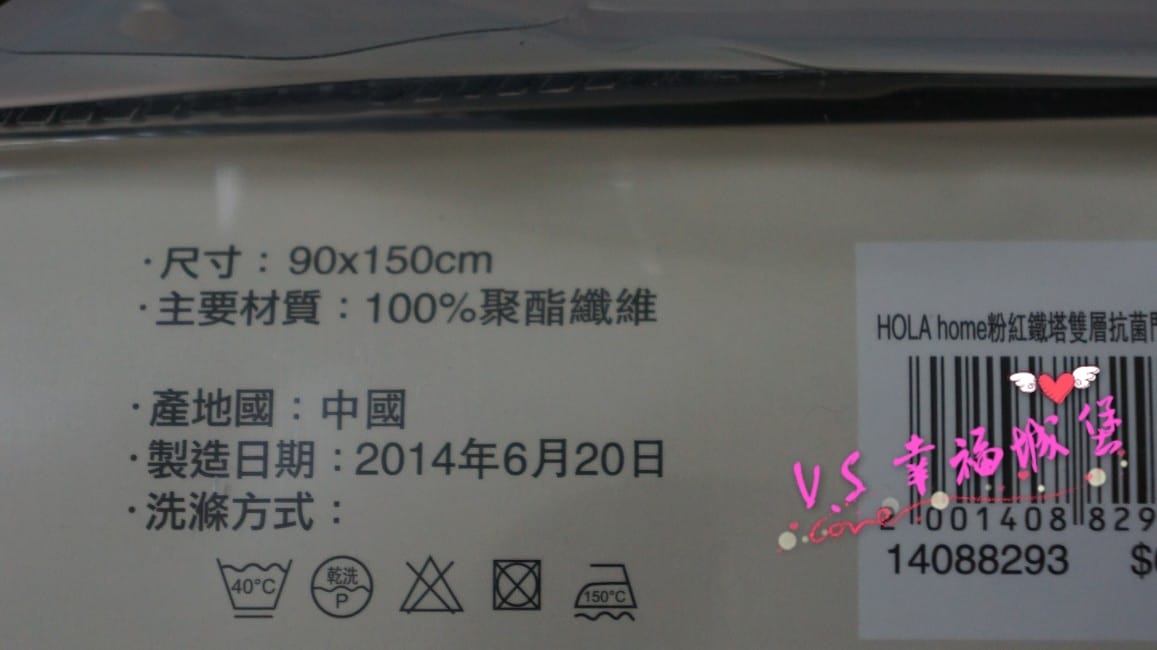 ·尺寸：90x150cm
·主要材質：100%聚酯纖維
·產地國：中國
·製造日期：2014年6月20日
·洗滌方式：
40°C
乾洗
P
150°C
HOLA home粉紅鐵塔雙層抗菌
V.S 幸福城堡
001408 829
14088293